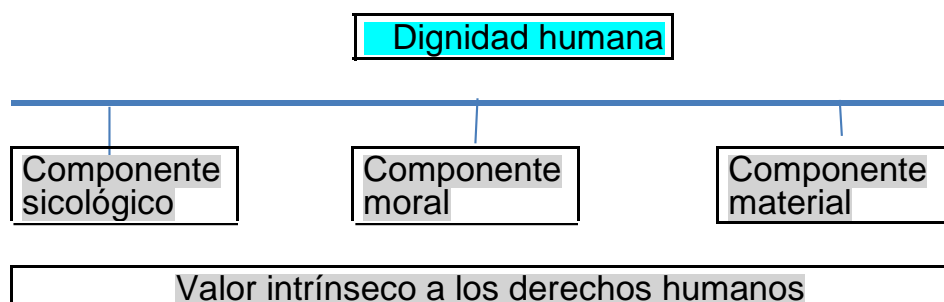 Dignidad humana
Componente
sicológico
Componente
moral
Componente
material
Valor intrínseco a los derechos humanos